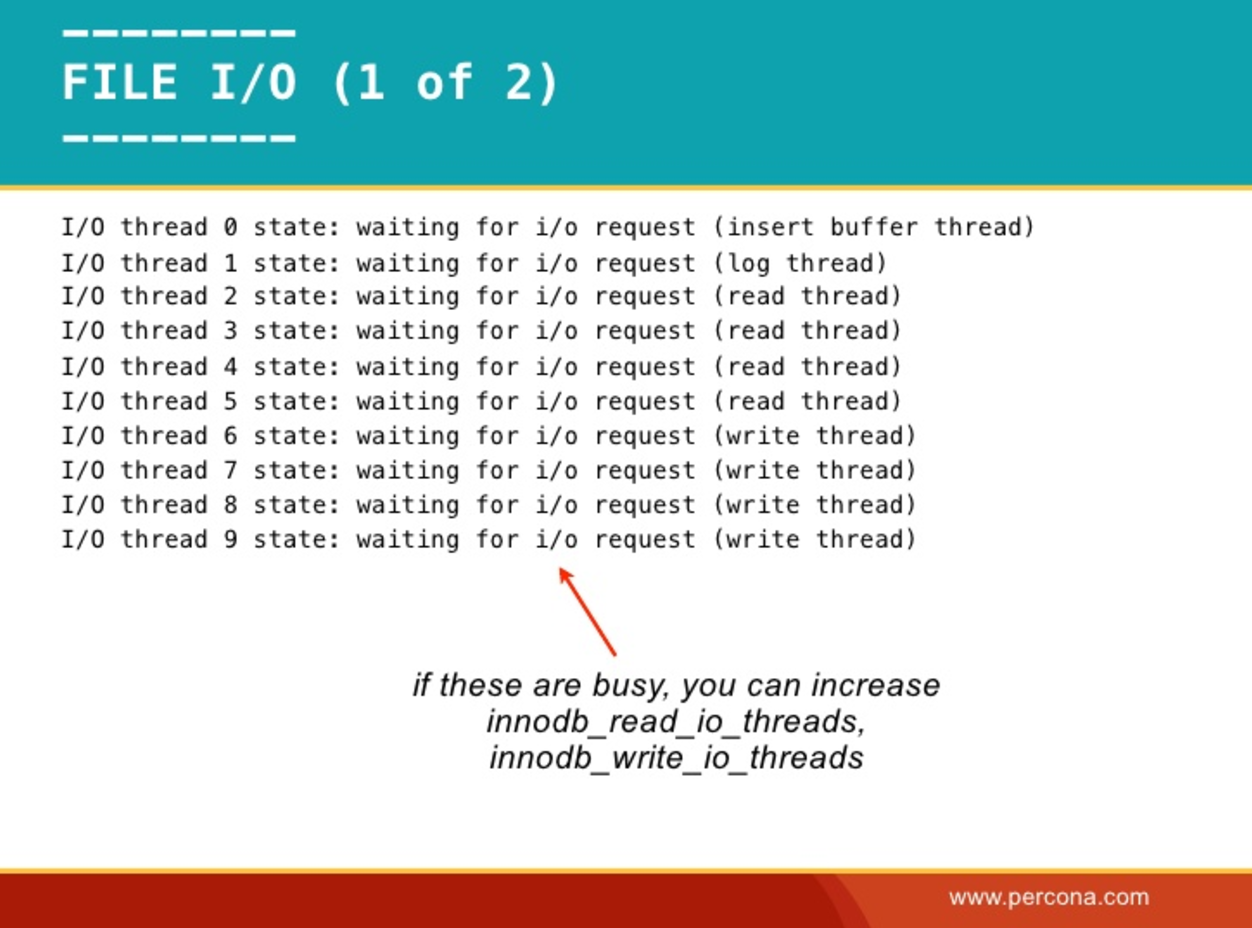 --------
FILE I/O (1 of 2)
--------
I/O thread 0 state: waiting for i/o request (insert buffer thread)
I/O thread 1 state: waiting for i/o request (log thread)
I/O thread 2 state: waiting for i/o request (read thread)
I/O thread 3 state: waiting for i/o request (read thread)
I/O thread 4 state: waiting for i/o request (read thread)
I/O thread 5 state: waiting for i/o request (read thread)
I/O thread 6 state: waiting for i/o request (write thread)
I/O thread 7 state: waiting for i/o request (write thread)
I/O thread 8 state: waiting for i/o request (write thread)
I/O thread 9 state: waiting for i/o request (write thread)
if these are busy, you can increase
innodb_read_io_threads,
innodb_write_io_threads
www.percona.com